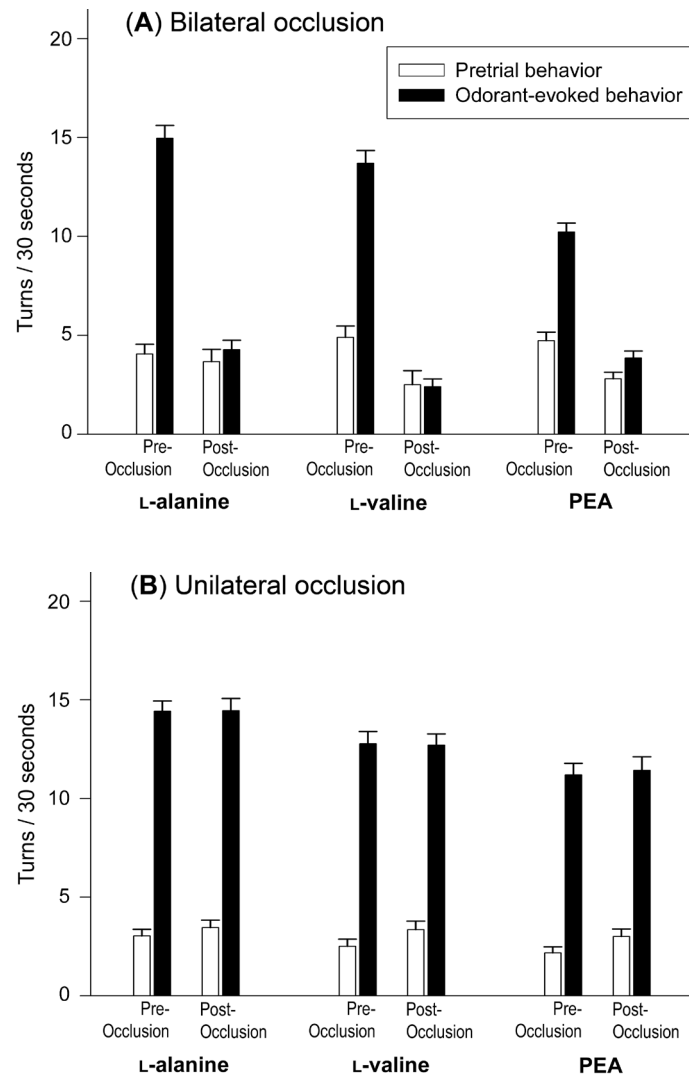 (A) Bilateral occlusion
20
Pretrial behavior
Odorant-evoked behavior
15
10
5
0
Turns / 30 seconds
Pre- Post- Pre- Post- Pre- Post-
Occlusion Occlusion Occlusion Occlusion Occlusion Occlusion
L-alanine L-valine PEA
(B) Unilateral occlusion
20
15
10
5
0
Turns / 30 seconds
Pre- Post- Pre- Post- Pre- Post-
Occlusion Occlusion Occlusion Occlusion Occlusion Occlusion
L-alanine L-valine PEA